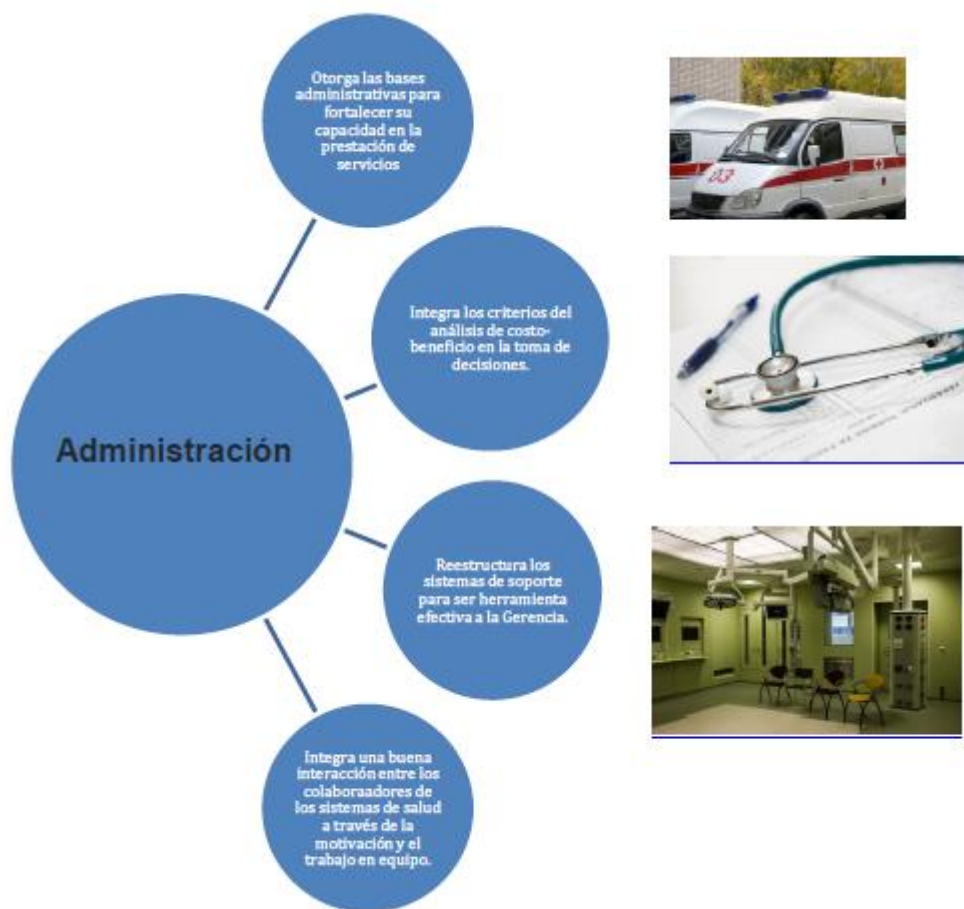 Otorga las bases
administrativas para
fortalecer su
capacidad en la
prestación de
servicios
03
Integra los criterios del
análisis de costo-
beneficio en la toma de
decisiones.
Administración
Reestructura los
sistemas de soporte
para ser herramienta
efectiva a la Gerencia.
Integra una buena
interacción entre los
colaboraadores de
los sistemas de salud
a través de la
motivación y el
trabajo en equipo.